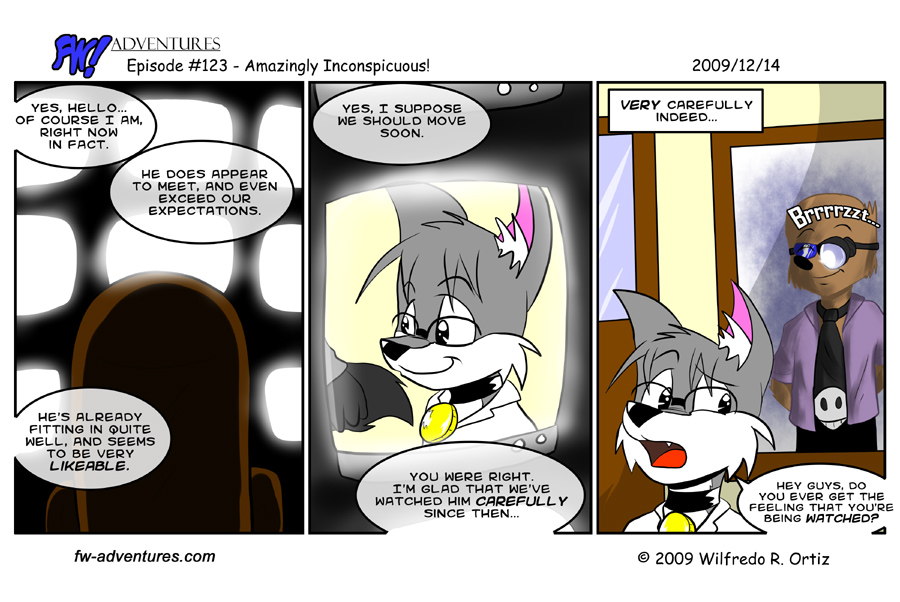 FW! ADVENTURES
Episode #123 - Amazingly Inconspicuous!
2009/12/14
YES, HELLO...
OF COURSE I AM,
RIGHT NOW
IN FACT.
HE DOES APPEAR
TO MEET, AND EVEN
EXCEED OUR
EXPECTATIONS.
HE'S ALREADY
FITTING IN QUITE
WELL, AND SEEMS
TO BE VERY
LIKEABLE.
YES, I SUPPOSE
WE SHOULD MOVE
SOON.
YOU WERE RIGHT.
I'M GLAD THAT WE'VE
WATCHED HIM CAREFULLY
SINCE THEN...
VERY CAREFULLY
INDEED...
Brrrrzzt...
HEY GUYS, DO
YOU EVER GET THE
FEELING THAT YOU'RE
BEING WATCHED?
fw-adventures.com
© 2009 Wilfredo R. Ortiz